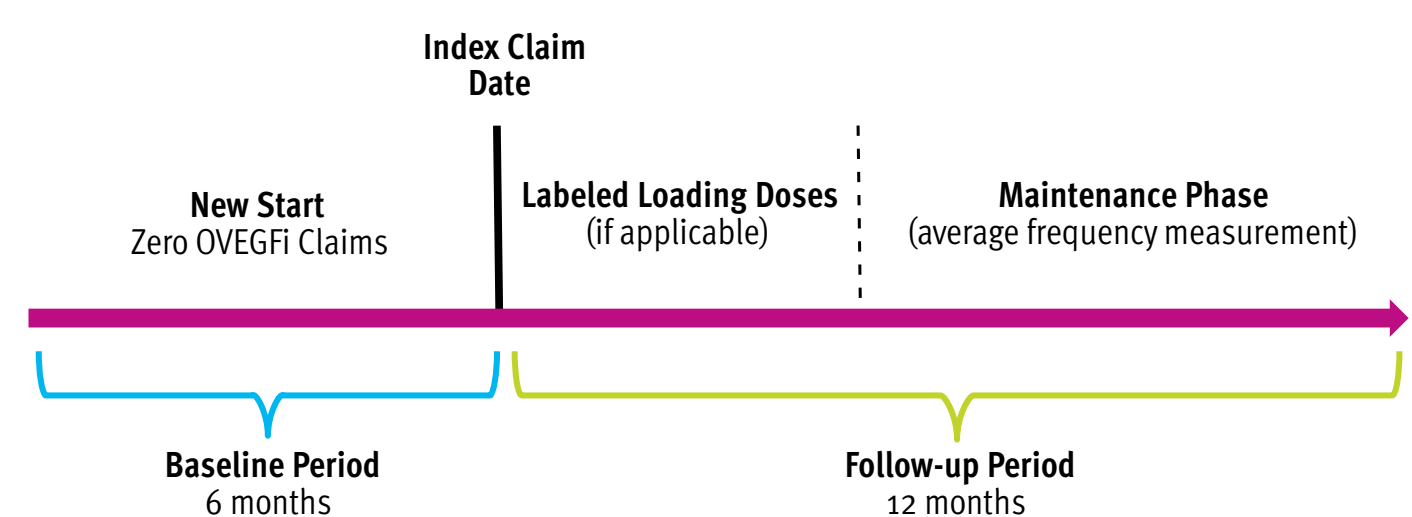 Index Claim
Date
New Start
Zero OVEGFi Claims
Labeled Loading Doses
(if applicable)
Maintenance Phase
(average frequency measurement)
Baseline Period
6 months
Follow-up Period
12 months